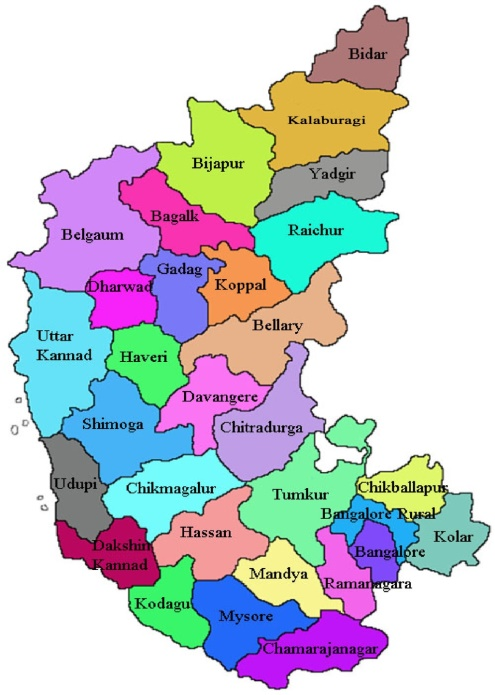 Bidar
Kalaburagi
Bijapur
Yadgir
Bagalk
Belgaum
Raichur
Gadag
Dharwad
Koppal
Bellary
Uttar
Kannad
Haveri
Davangere
Shimoga
Chitradurga
Udupi
Chikmagalur
Tumkur
Chikballapur
Bangalore Rural
Hassan
Kolar
Dakshin
Kannad
Bangalore
Mandya
Ramanagara
Kodagu
Mysore
Chamarajanagar